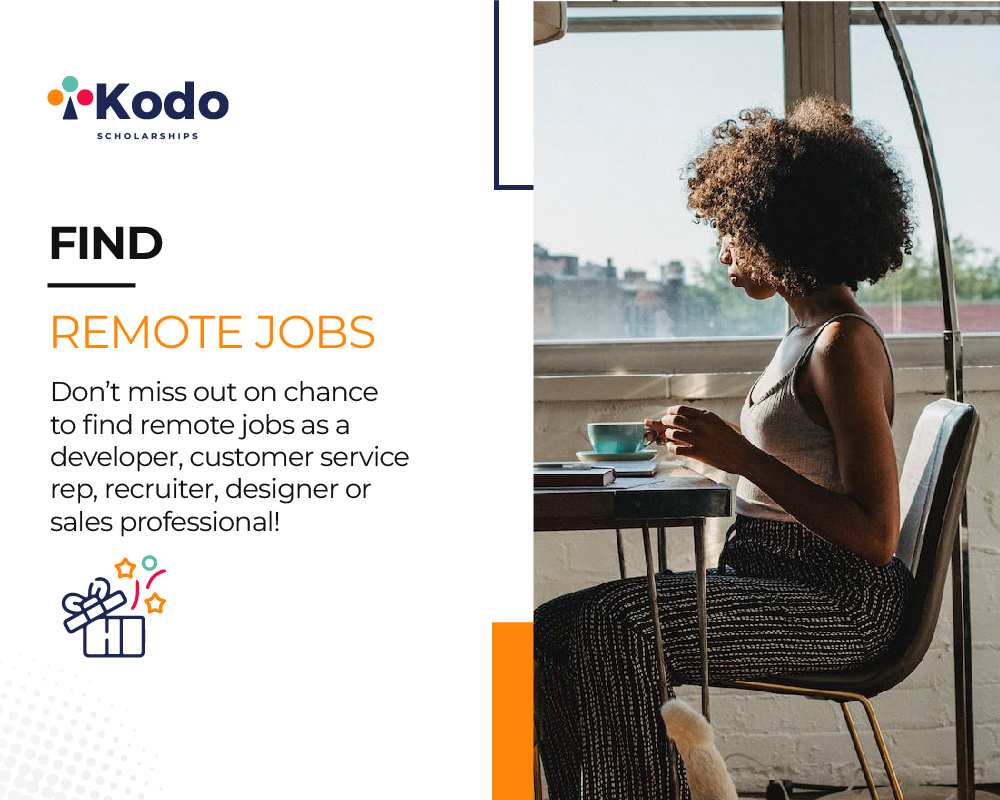 Kodo
SCHOLARSHIPS
FIND
REMOTE JOBS
Don’t miss out on chance
to find remote jobs as a
developer, customer service
rep, recruiter, designer or
sales professional!